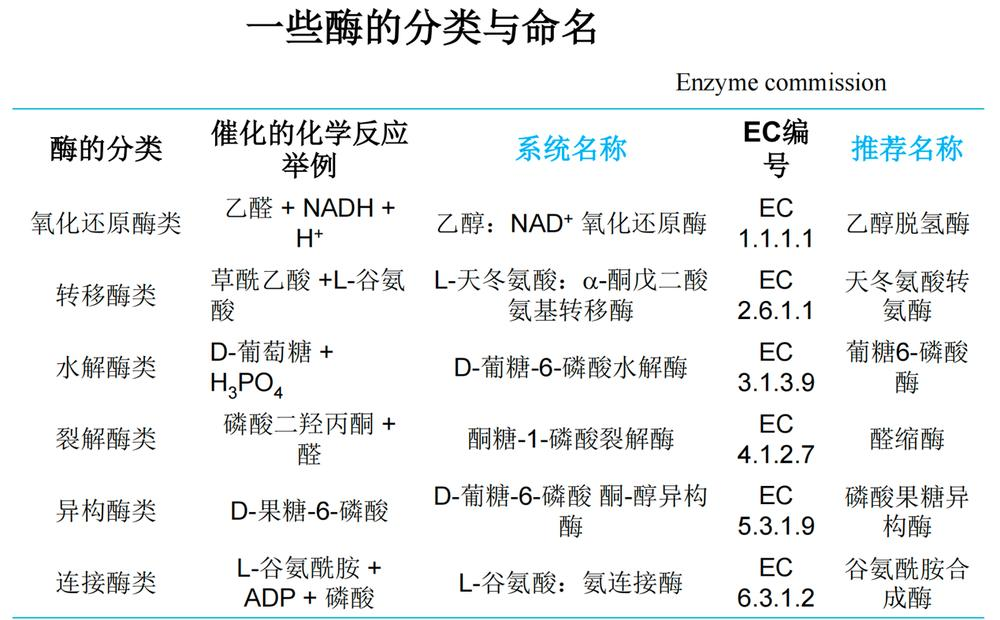 一些酶的分类与命名
Enzyme commission
酶的分类
催化的化学反应
举例
系统名称
EC编
号
推荐名称
氧化还原酶类
乙醛 + NADH +
H⁺
乙醇：NAD⁺ 氧化还原酶
EC
1.1.1.1
乙醇脱氢酶
转移酶类
草酰乙酸 +L-谷氨
酸
L-天冬氨酸：α-酮戊二酸
氨基转移酶
EC
2.6.1.1
天冬氨酸转
氨酶
水解酶类
D-葡萄糖 +
H₃PO₄
D-葡糖-6-磷酸水解酶
EC
3.1.3.9
葡糖6-磷酸
酶
裂解酶类
磷酸二羟丙酮 +
醛
酮糖-1-磷酸裂解酶
EC
4.1.2.7
醛缩酶
异构酶类
D-果糖-6-磷酸
D-葡糖-6-磷酸 酮-醇异构
酶
EC
5.3.1.9
磷酸果糖异
构酶
连接酶类
L-谷氨酰胺 +
ADP + 磷酸
L-谷氨酸：氨连接酶
EC
6.3.1.2
谷氨酰胺合
成酶